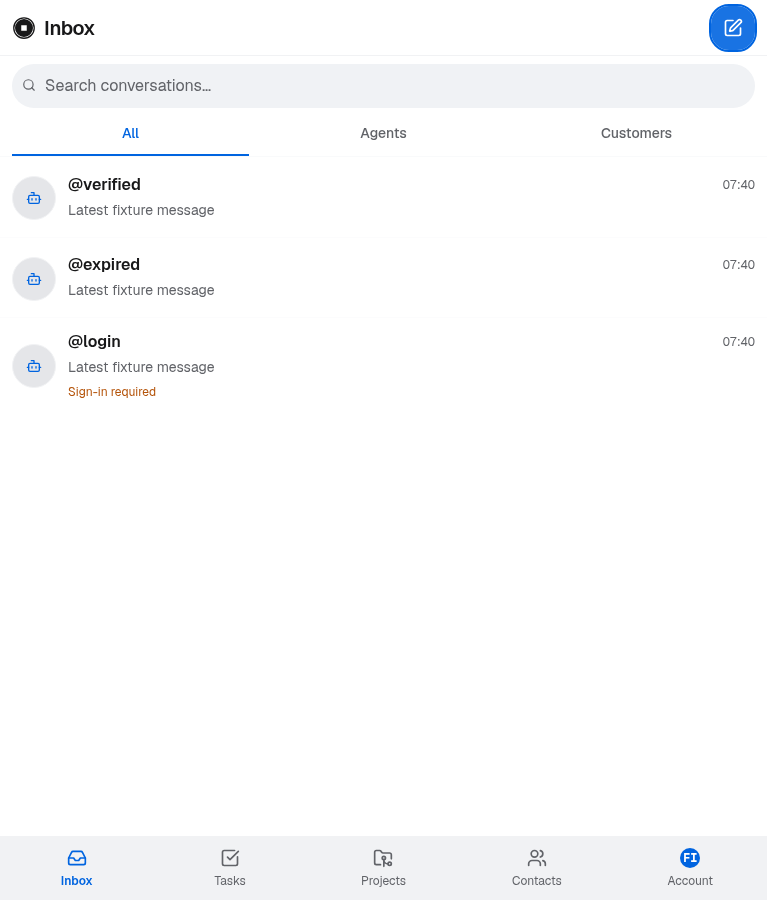 Inbox
Search conversations...
All
Agents
Customers
@verified
07:40
Latest fixture message
@expired
07:40
Latest fixture message
@login
07:40
Latest fixture message
Sign-in required
Inbox
Tasks
Projects
Contacts
FI
Account